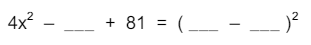 4x² − ___ + 81 = ( ___ − ___ )²